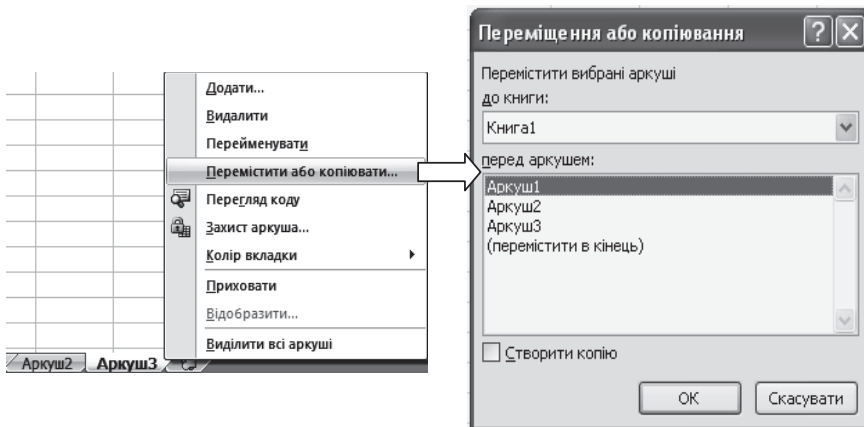 Додати...
Видалити
Перейменувати
Перемістити або копіювати...
Перегляд коду
Захист аркуша...
Колір вкладки
Приховати
Відобразити...
Виділити всі аркуші
Аркуш2 Аркуш3
Переміщення або копіювання
Перемістити вибрані аркуші
до книги:
Книга1
перед аркушем:
Аркуш1
Аркуш2
Аркуш3
(перемістити в кінець)
Створити копію
ОК Скасувати